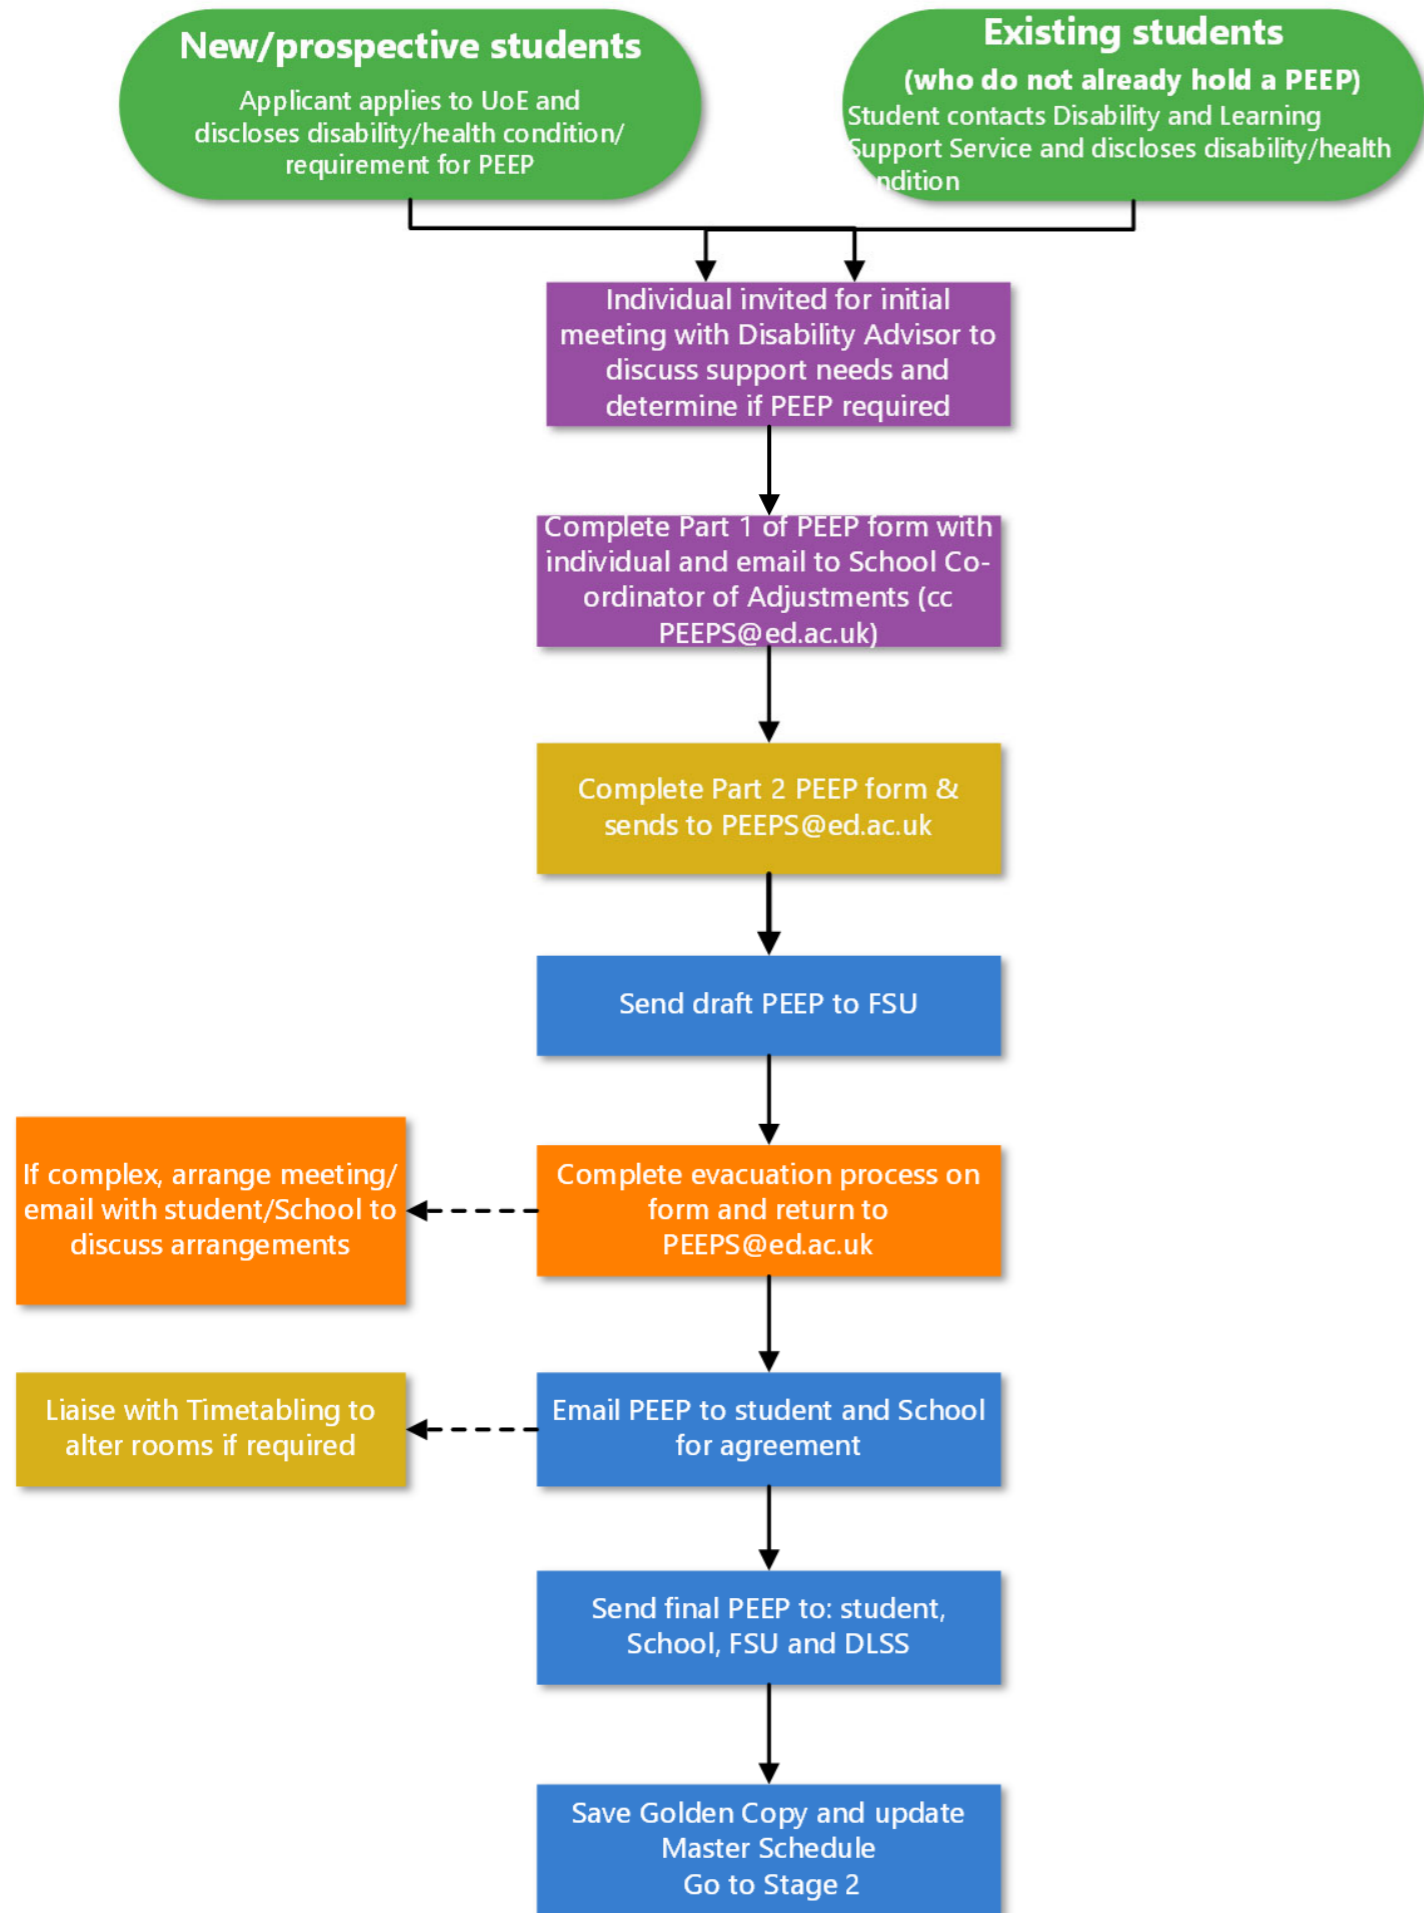 New/prospective students
Applicant applies to UoE and
discloses disability/health condition/
requirement for PEEP
Existing students
(who do not already hold a PEEP)
Student contacts Disability and Learning
Support Service and discloses disability/health
condition
Individual invited for initial
meeting with Disability Advisor to
discuss support needs and
determine if PEEP required
Complete Part 1 of PEEP form with
individual and email to School Co-
ordinator of Adjustments (cc
PEEPS@ed.ac.uk)
Complete Part 2 PEEP form &
sends to PEEPS@ed.ac.uk
Send draft PEEP to FSU
If complex, arrange meeting/
email with student/School to
discuss arrangements
Complete evacuation process on
form and return to
PEEPS@ed.ac.uk
Liaise with Timetabling to
alter rooms if required
Email PEEP to student and School
for agreement
Send final PEEP to: student,
School, FSU and DLSS
Save Golden Copy and update
Master Schedule
Go to Stage 2